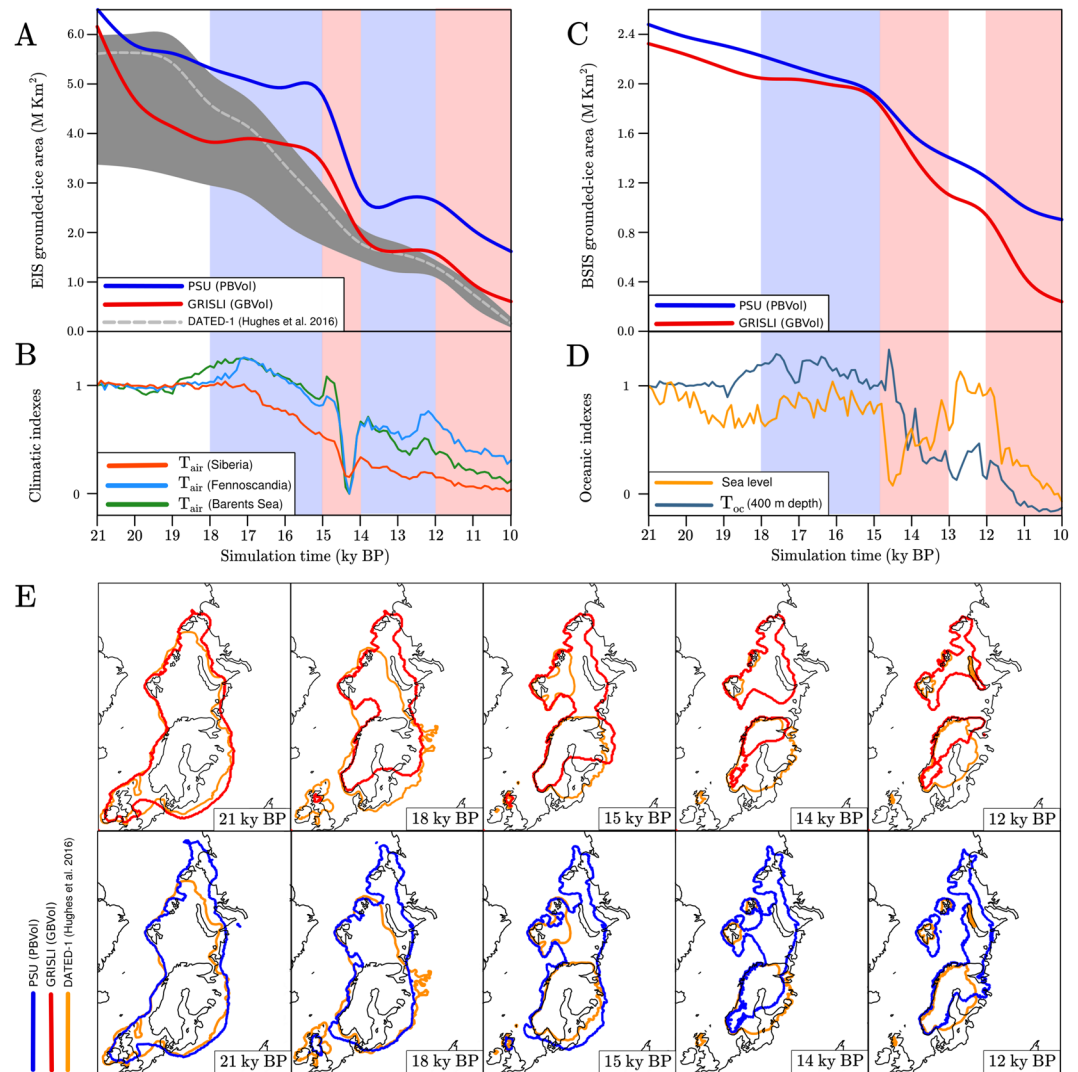 A
EIS grounded-ice area (M Km²)
6.0
5.0
4.0
3.0
2.0
1.0
0.0
PSU (PBVol)
GRISLI (GBVol)
DATED-1 (Hughes et al. 2016)
B
Climatic indexes
1
0
Tair (Siberia)
Tair (Fennoscandia)
Tair (Barents Sea)
21 20 19 18 17 16 15 14 13 12 11 10
Simulation time (ky BP)
C
BSIIS grounded-ice area (M Km²)
2.4
2.0
1.6
1.2
0.8
0.4
0.0
PSU (PBVol)
GRISLI (GBVol)
D
Oceanic indexes
1
0
Sea level
Toc (400 m depth)
21 20 19 18 17 16 15 14 13 12 11 10
Simulation time (ky BP)
E
21 ky BP
18 ky BP
15 ky BP
14 ky BP
12 ky BP
PSU (PBVol)
GRISLI (GBVol)
DATED-1 (Hughes et al. 2016)
21 ky BP
18 ky BP
15 ky BP
14 ky BP
12 ky BP